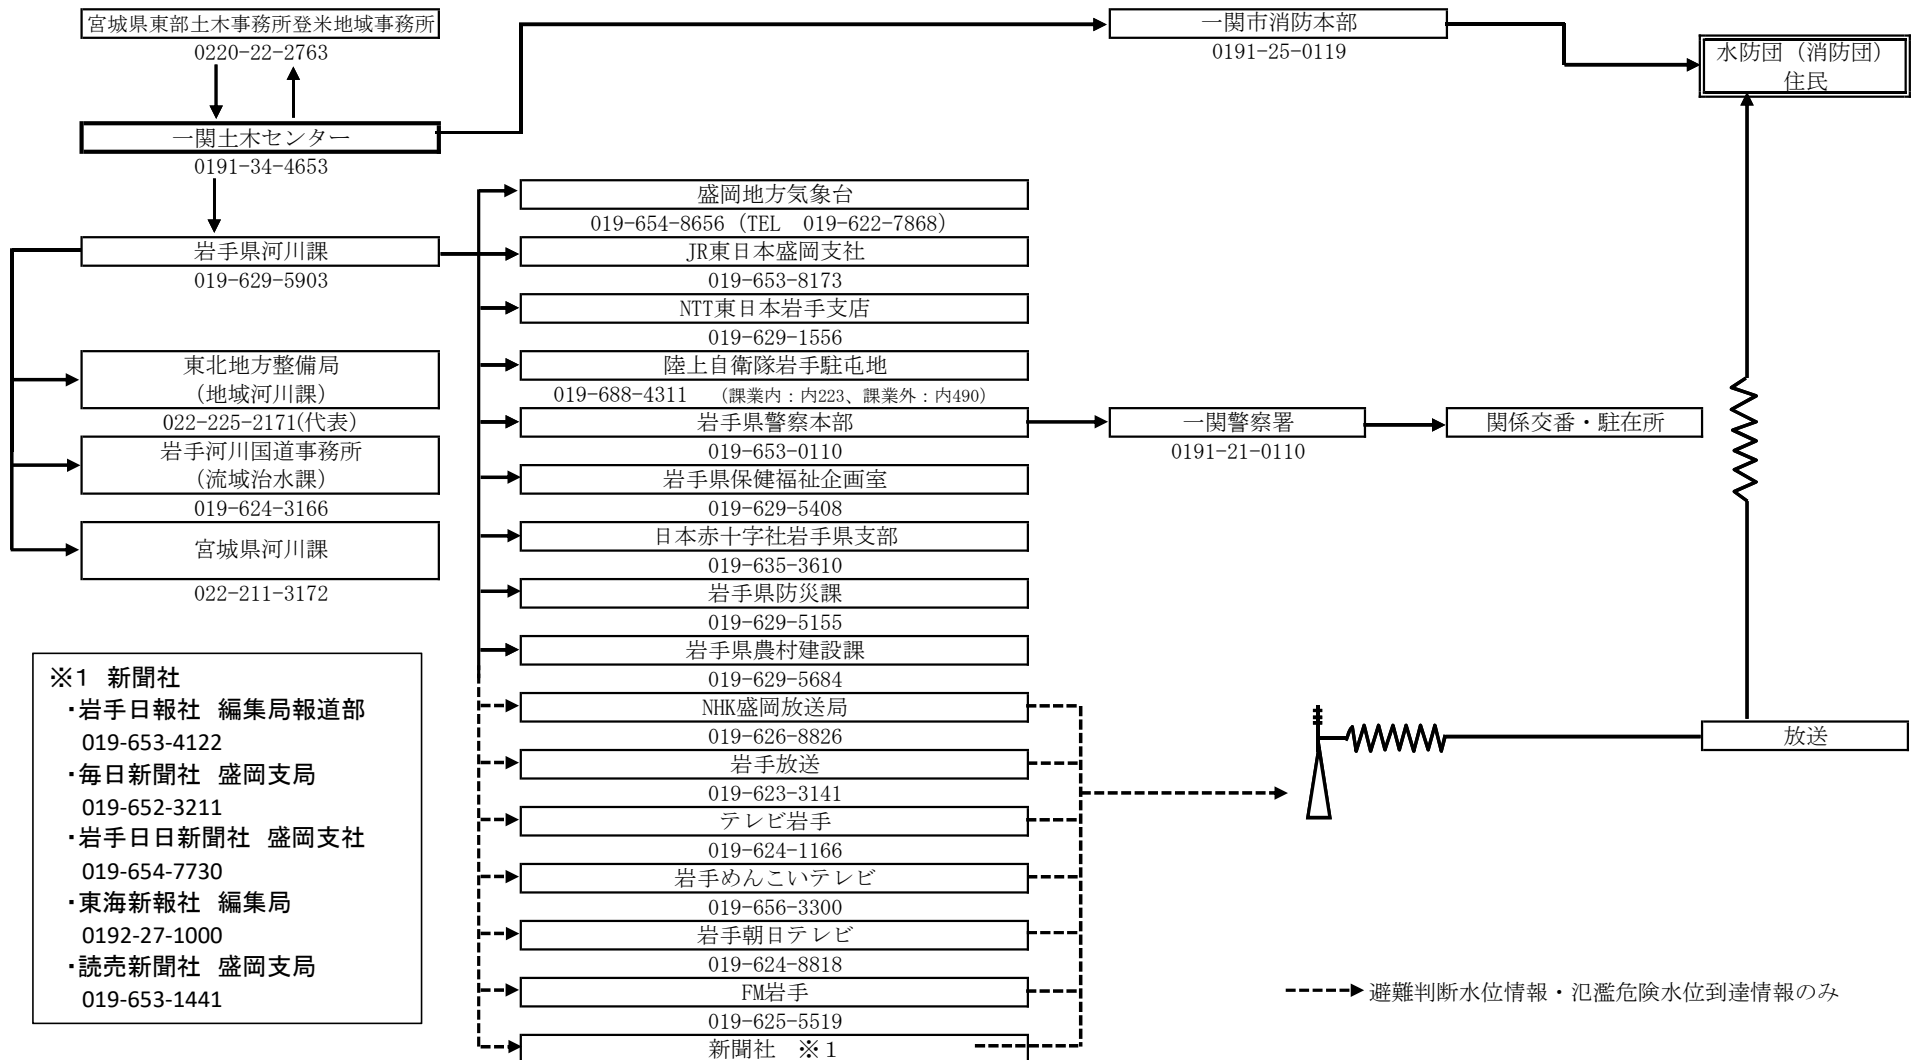 宮城県東部土木事務所登米地域事務所
0220-22-2763
一関土木センター
0191-34-4653
岩手県河川課
019-629-5903
東北地方整備局
(地域河川課)
022-225-2171(代表)
岩手河川国道事務所
(流域治水課)
019-624-3166
宮城県河川課
022-211-3172
※1 新聞社
・岩手日報社 編集局報道部
019-653-4122
・毎日新聞社 盛岡支局
019-652-3211
・岩手日日新聞社 盛岡支社
019-654-7730
・東海新報社 編集局
0192-27-1000
・読売新聞社 盛岡支局
019-653-1441
盛岡地方気象台
019-654-8656 (TEL 019-622-7868)
JR東日本盛岡支社
019-653-8173
NTT東日本岩手支店
019-629-1556
陸上自衛隊岩手駐屯地
019-688-4311 (課業内：内223、課業外：内490)
岩手県警察本部
019-653-0110
岩手県保健福祉企画室
019-629-5408
日本赤十字社岩手県支部
019-635-3610
岩手県防災課
019-629-5155
岩手県農村建設課
019-629-5684
NHK盛岡放送局
019-626-8826
岩手放送
019-623-3141
テレビ岩手
019-624-1166
岩手めんこいテレビ
019-656-3300
岩手朝日テレビ
019-624-8818
FM岩手
019-625-5519
新聞社 ※１
一関市消防本部
0191-25-0119
水防団（消防団）
住民
一関警察署
0191-21-0110
関係交番・駐在所
放送
避難判断水位情報・氾濫危険水位到達情報のみ